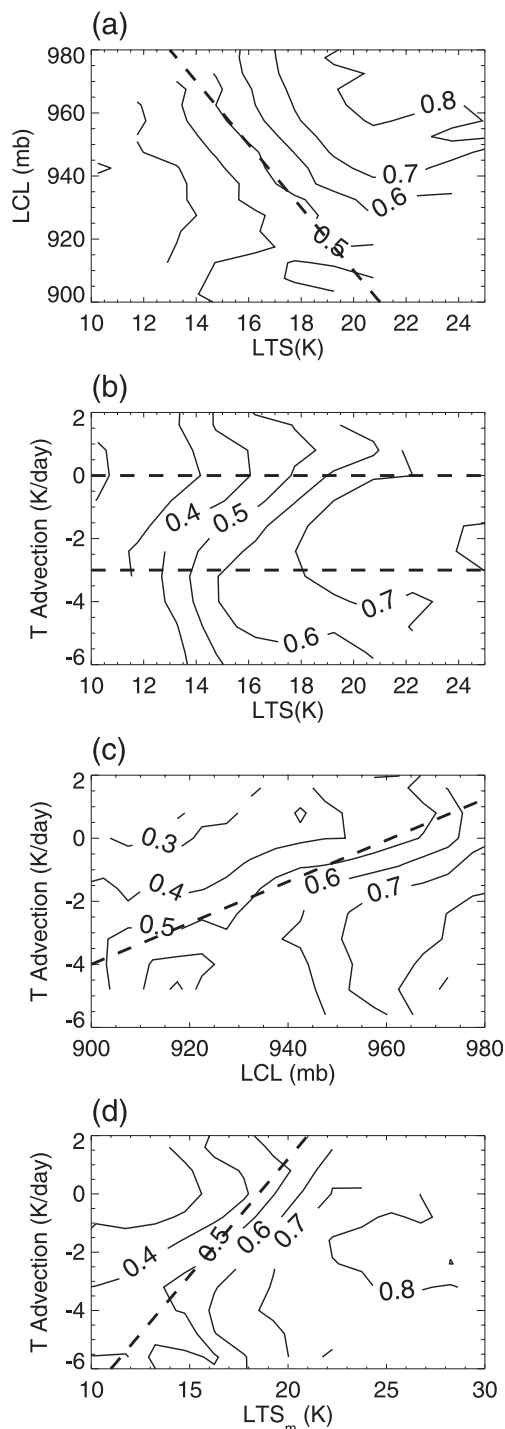 (a)
980
960
940
920
900
LCL (mb)
0.8
0.7
0.6
0.5
10 12 14 16 18 20 22 24
LTS(K)
(b)
2
0
-2
-4
-6
T Advection (K/day)
0.4
0.5
0.7
0.6
10 12 14 16 18 20 22 24
LTS(K)
(c)
2
0
-2
-4
-6
T Advection (K/day)
0.3
0.4
0.6
0.7
0.5
900 920 940 960 980
LCL (mb)
(d)
2
0
-2
-4
-6
T Advection (K/day)
0.4
0.5
0.6
0.7
0.8
10 15 20 25 30
LTSm (K)